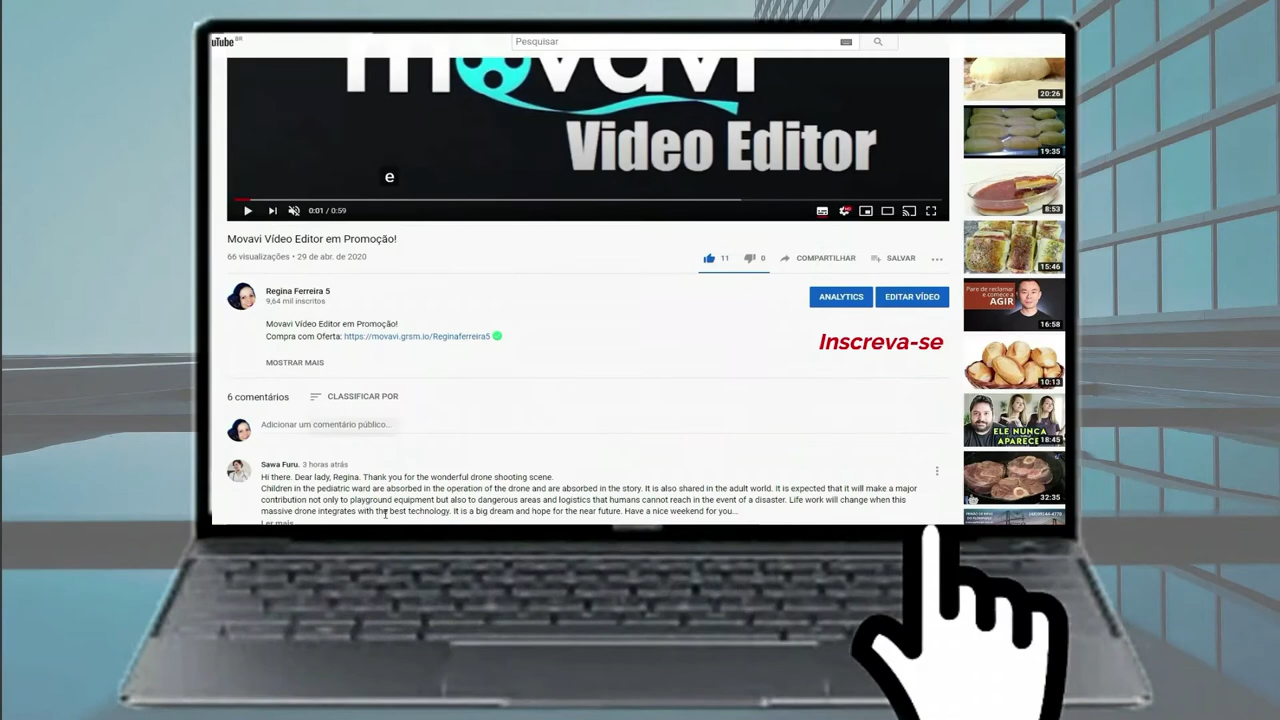 uTube BR
Pesquisar
movavi
Video Editor
e
0:01 / 0:59
Movavi Vídeo Editor em Promoção!
66 visualizações • 29 de abr. de 2020
11
0
COMPARTILHAR
SALVAR
Regina Ferreira 5
9,64 mil inscritos
ANALYTICS
EDITAR VÍDEO
Movavi Vídeo Editor em Promoção!
Compra com Oferta: https://movavi.grsm.io/Reginaferreira5
Inscreva-se
MOSTRAR MAIS
6 comentários
CLASSIFICAR POR
Adicionar um comentário público...
Sawa Furu. 3 horas atrás
Hi there. Dear lady, Regina. Thank you for the wonderful drone shooting scene.
Children in the pediatric ward are absorbed in the operation of the drone and are absorbed in the story. It is also shared in the adult world. It is expected that it will make a major
contribution not only to playground equipment but also to dangerous areas and logistics that humans cannot reach in the event of a disaster. Life work will change when this
massive drone integrates with the best technology. It is a big dream and hope for the near future. Have a nice weekend for you...
Ler mais
20:26
19:35
8:53
15:46
Pare de reclamar
e começe a
AGIR
16:58
10:13
ELE NUNCA
APARECE
18:45
32:35